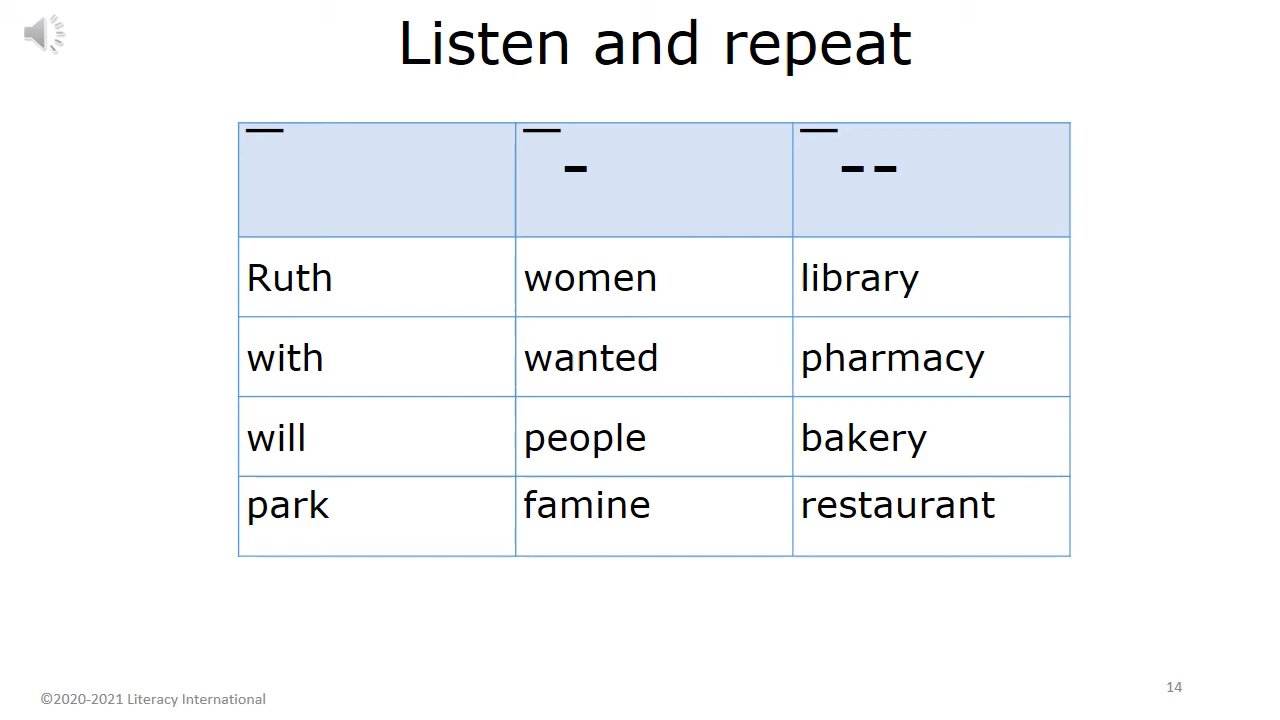 Listen and repeat
— — - — - -
Ruth women library
with wanted pharmacy
will people bakery
park famine restaurant
©2020-2021 Literacy International
14